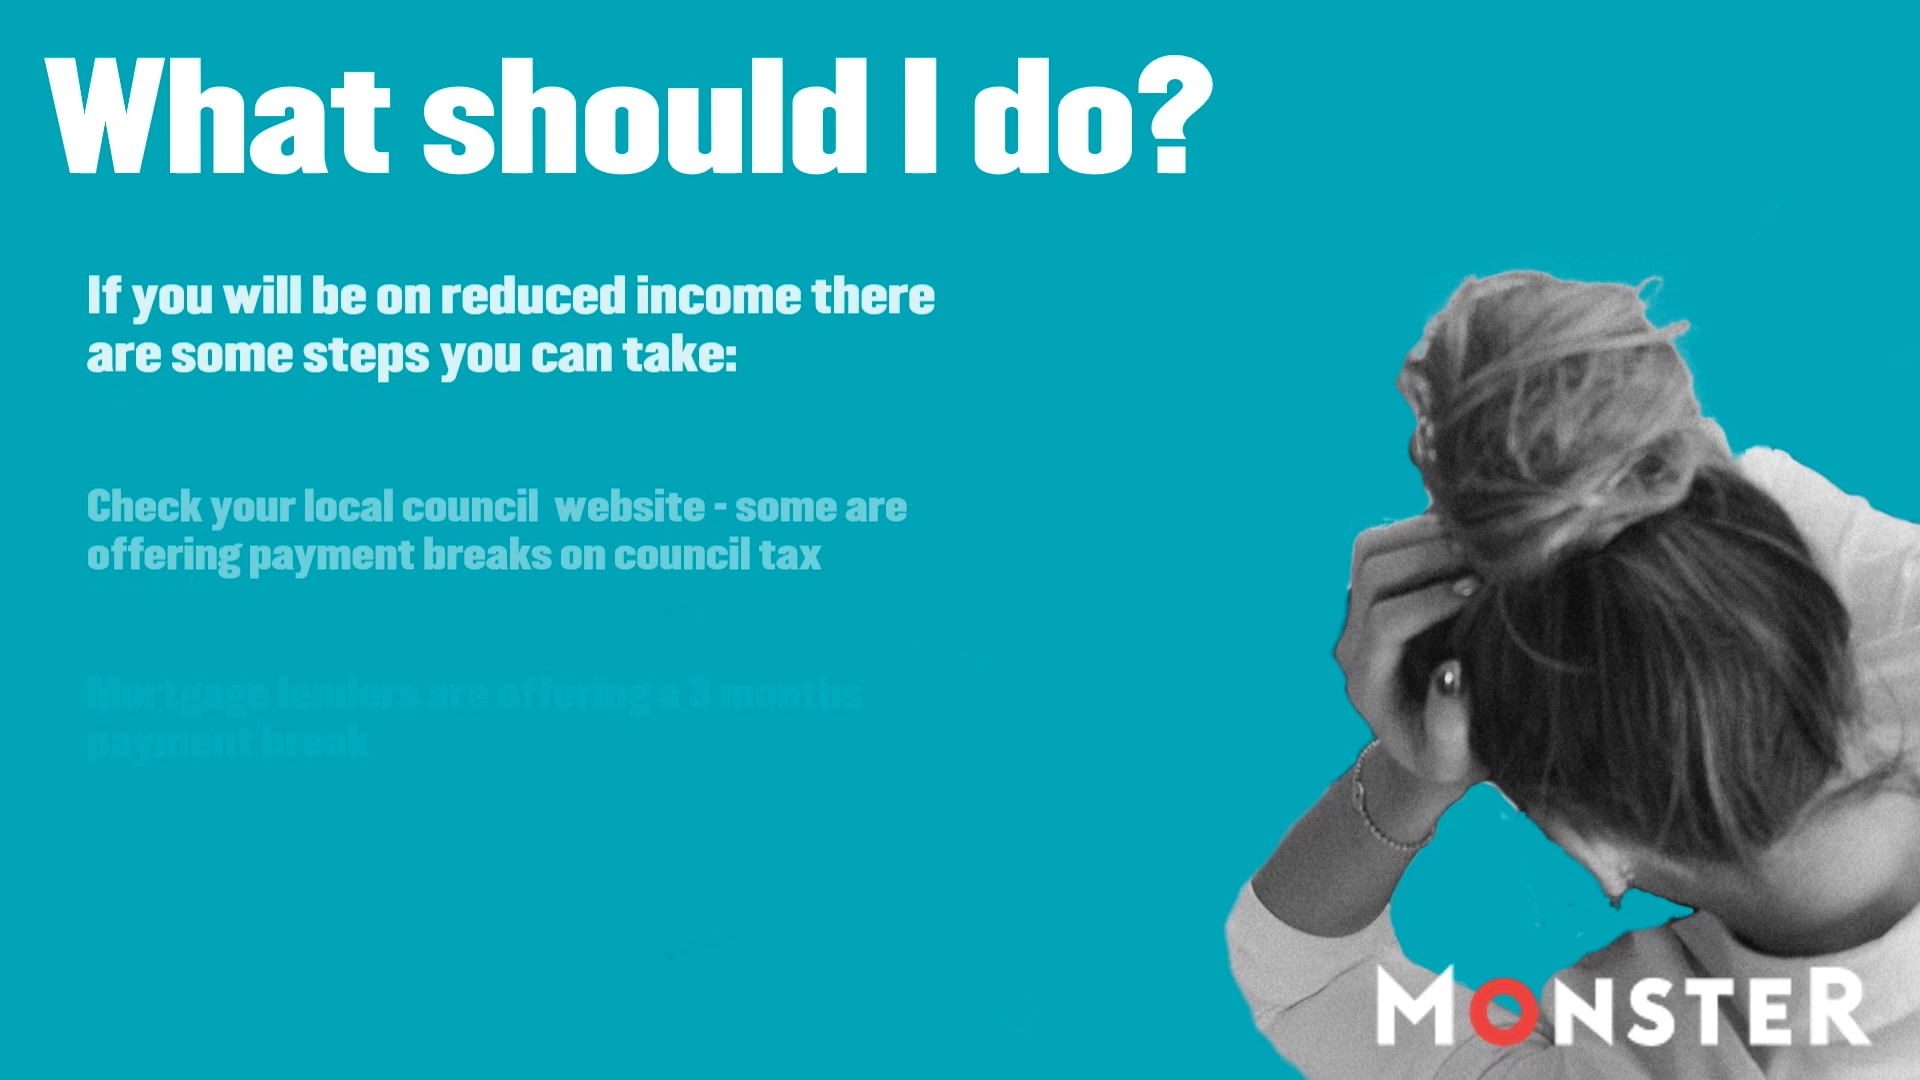 What should I do?
If you will be on reduced income there
are some steps you can take:
Check your local council  website - some are
offering payment breaks on council tax
Mortgage lenders are offering a 3 months
payment break
MONSTER